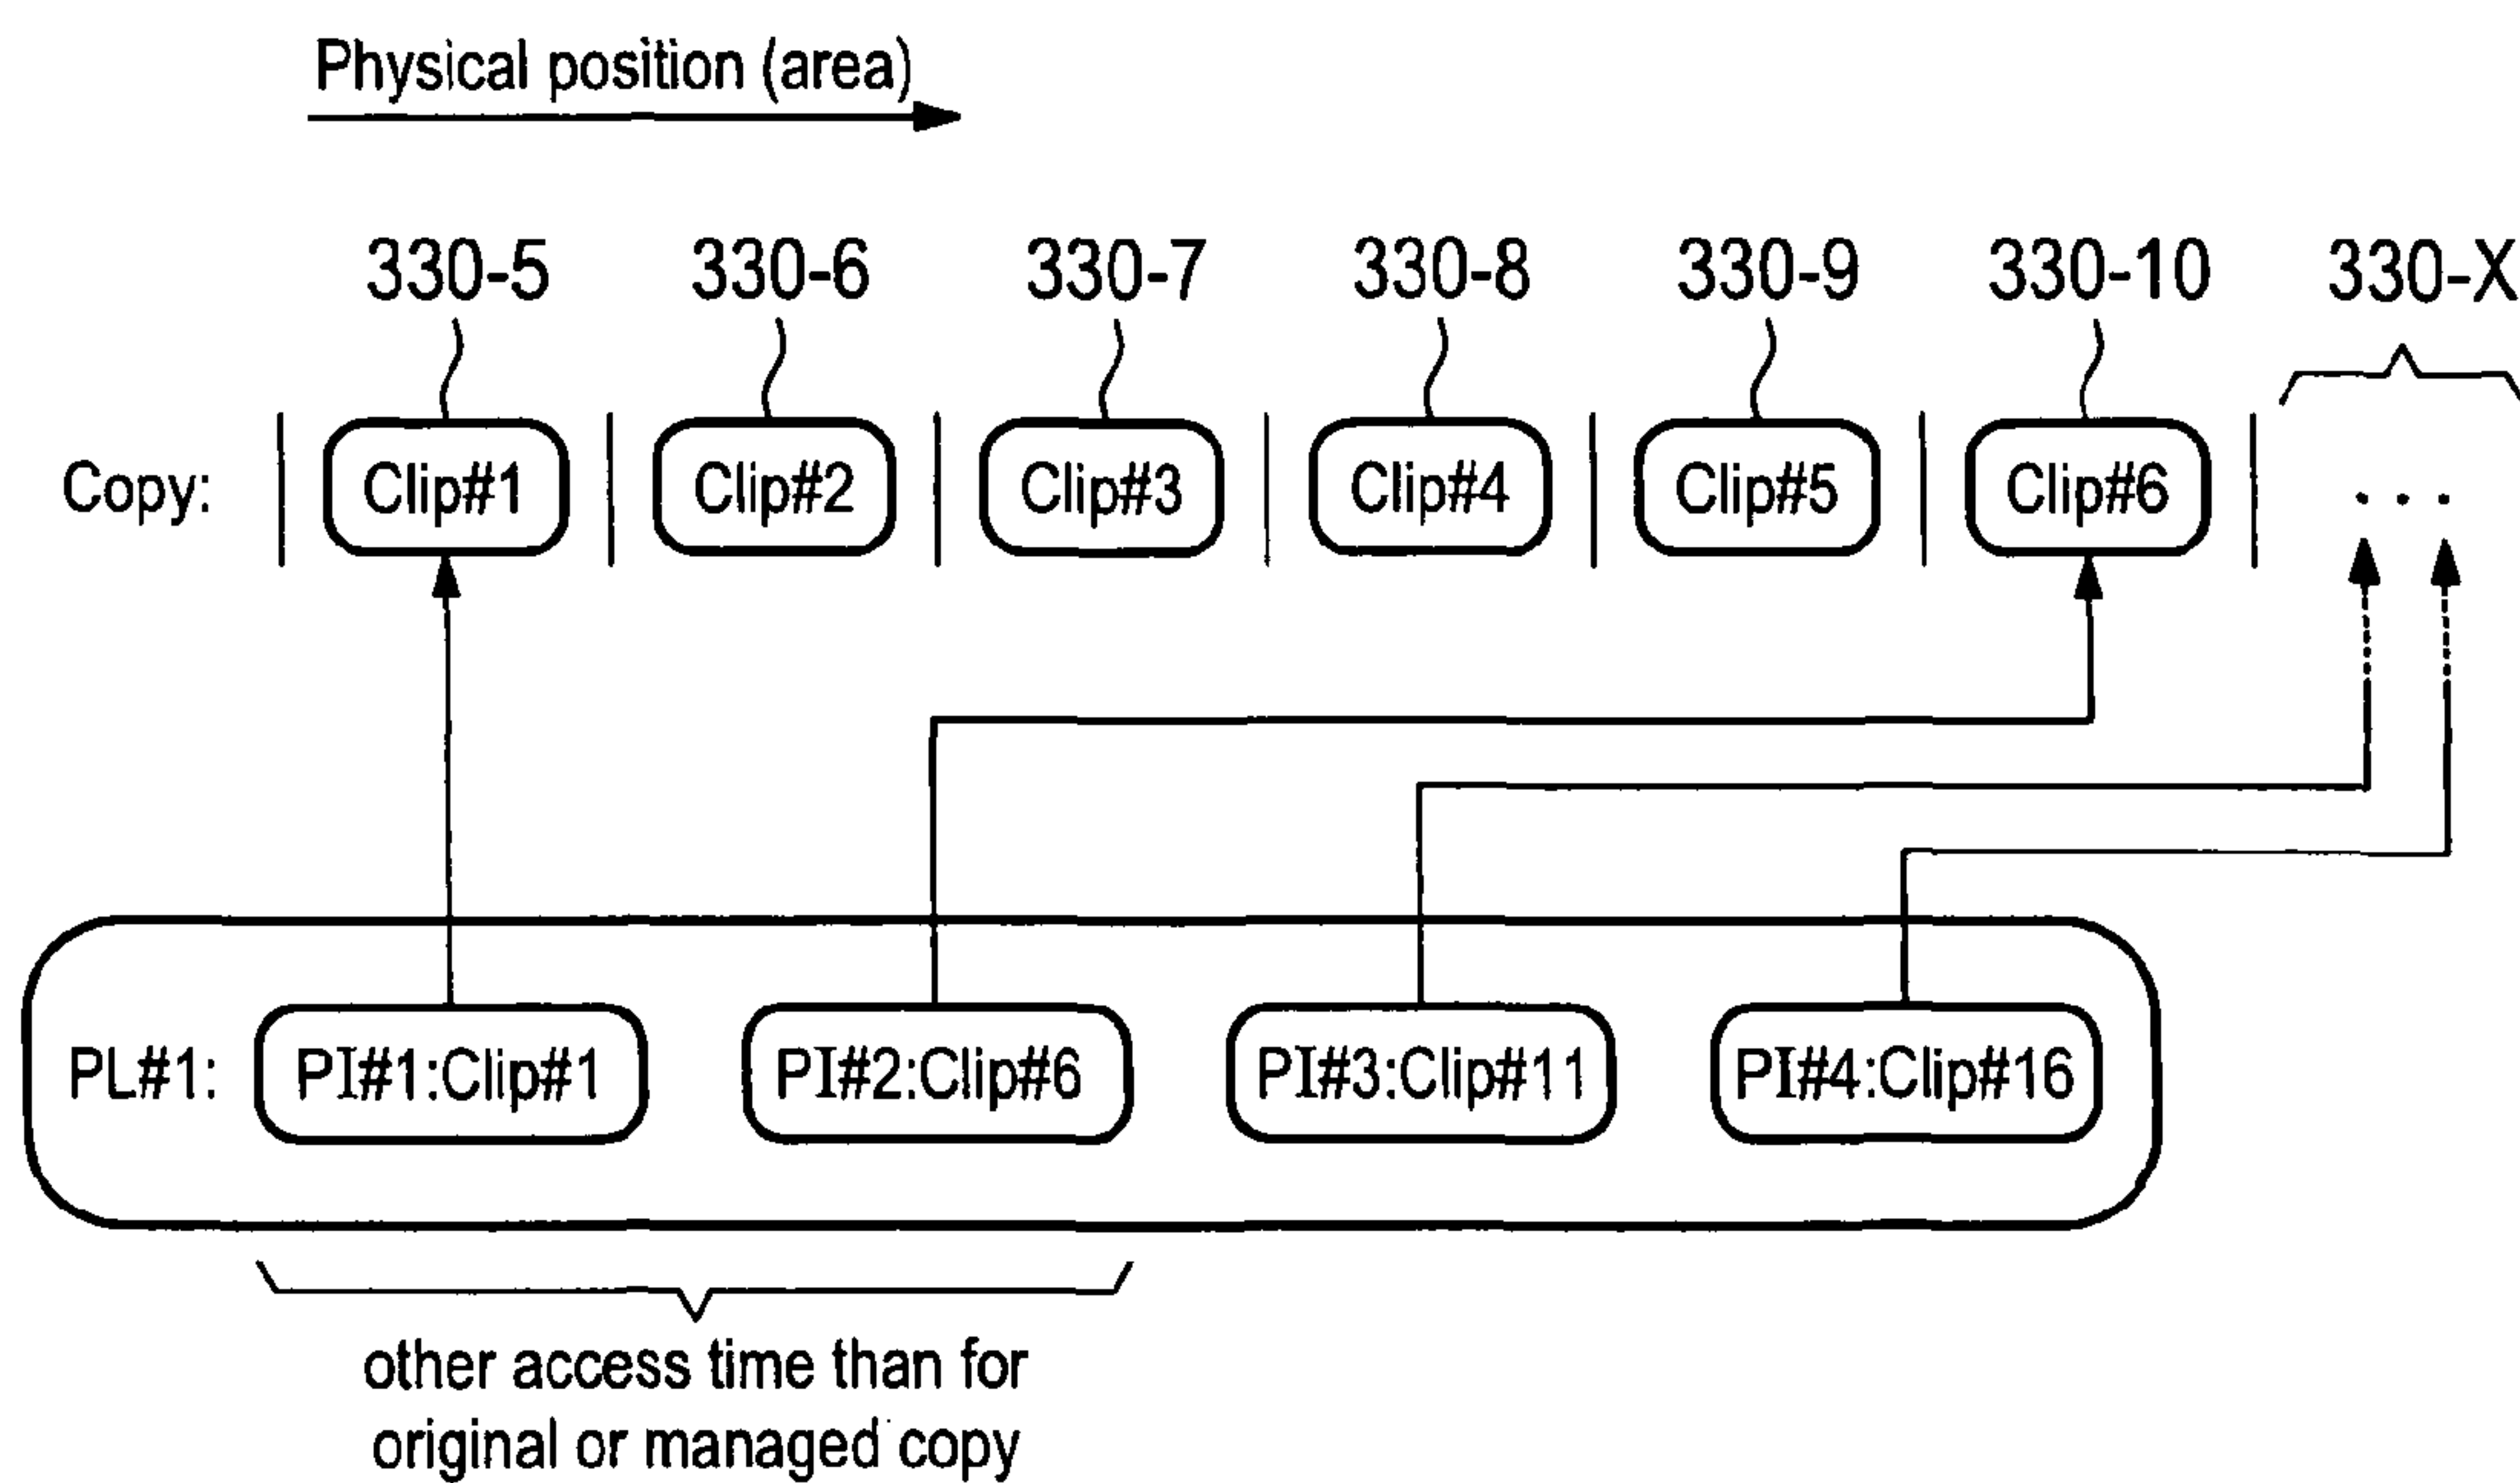 Physical position (area)
330-5 330-6 330-7 330-8 330-9 330-10 330-X
Copy: Clip#1 Clip#2 Clip#3 Clip#4 Clip#5 Clip#6 ...
PL#1: PI#1:Clip#1 PI#2:Clip#6 PI#3:Clip#11 PI#4:Clip#16
other access time than for
original or managed copy